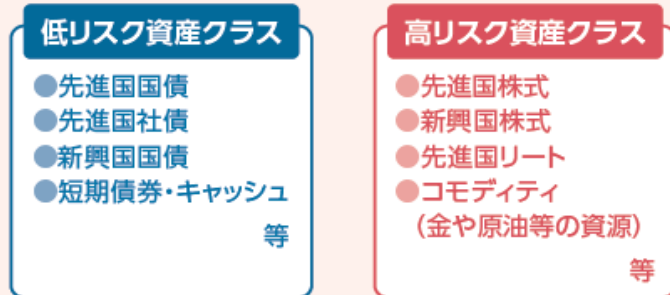 低リスク資産クラス
●先進国国債
●先進国社債
●新興国国債
●短期債券・キャッシュ
等
高リスク資産クラス
●先進国株式
●新興国株式
●先進国リート
●コモディティ
（金や原油等の資源）
等